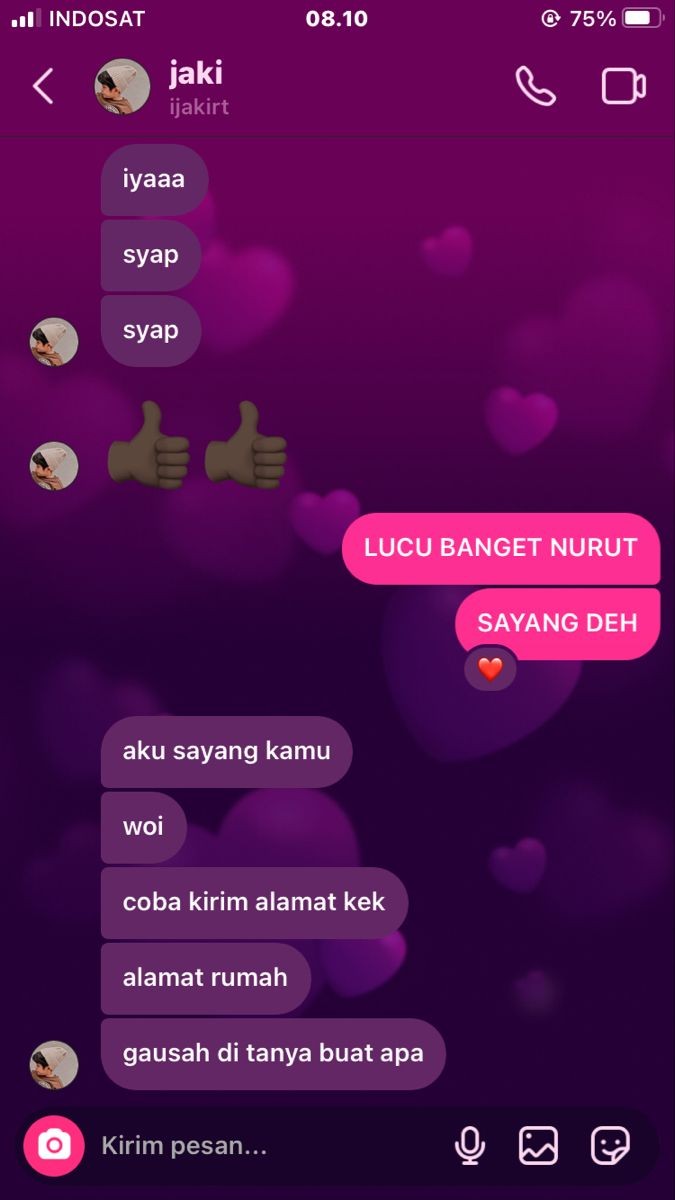 INDOSAT 08.10 75%
jaki
ijakirt
iyaaa
syap
syap
👍🏿👍🏿
LUCU BANGET NURUT
SAYANG DEH
❤️
aku sayang kamu
woi
coba kirim alamat kek
alamat rumah
gausah di tanya buat apa
Kirim pesan...